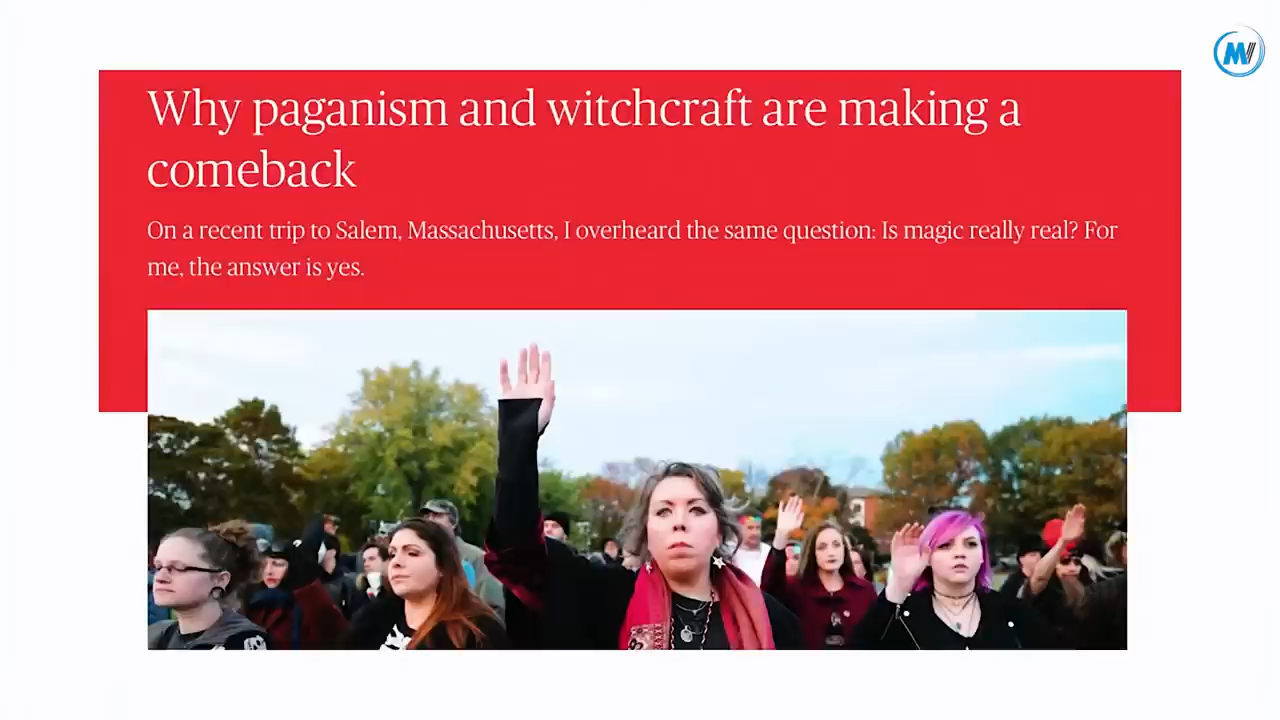 Why paganism and witchcraft are making a
comeback
On a recent trip to Salem, Massachusetts, I overheard the same question: Is magic really real? For
me, the answer is yes.